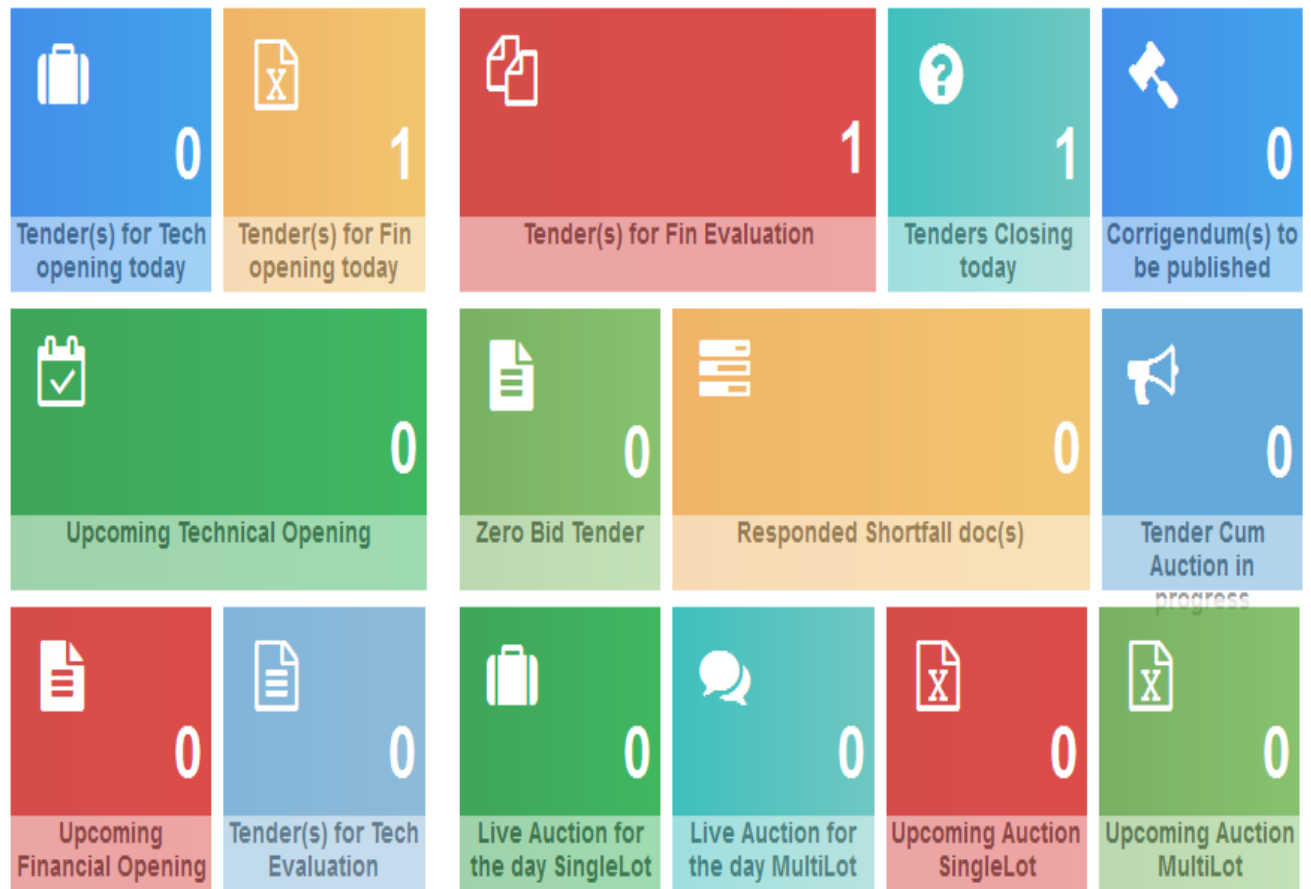 0
Tender(s) for Tech
opening today
X
1
Tender(s) for Fin
opening today
1
Tender(s) for Fin Evaluation
?
1
Tenders Closing
today
0
Corrigendum(s) to
be published
0
Upcoming Technical Opening
0
Zero Bid Tender
0
Responded Shortfall doc(s)
0
Tender Cum
Auction in
progress
0
Upcoming
Financial Opening
0
Tender(s) for Tech
Evaluation
0
Live Auction for
the day SingleLot
0
Live Auction for
the day MultiLot
X
0
Upcoming Auction
SingleLot
X
0
Upcoming Auction
MultiLot